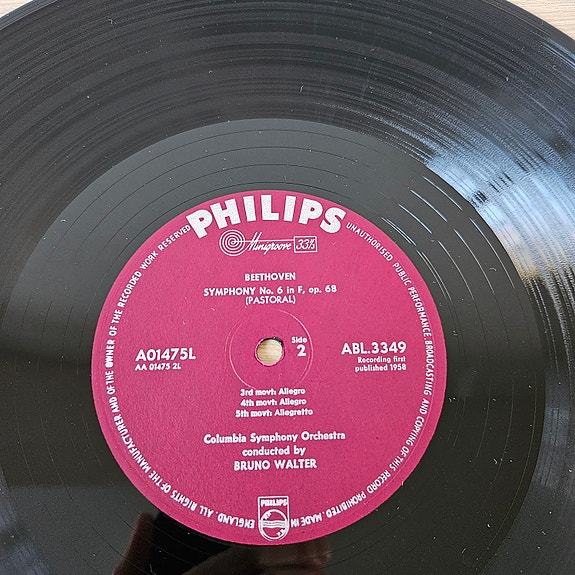 PHILIPS
Minigroove 33⅓
BEETHOVEN
SYMPHONY No. 6 in F, op. 68
(PASTORAL)
Side
2
A01475L
AA 01475 2L
ABL.3349
Recording first
published 1958
3rd movt: Allegro
4th movt: Allegro
5th movt: Allegretto
Columbia Symphony Orchestra
conducted by
BRUNO WALTER
PHILIPS
ALL RIGHTS OF THE MANUFACTURER AND OF THE OWNER OF THE RECORDED WORK RESERVED
UNAUTHORISED PUBLIC PERFORMANCE, BROADCASTING AND COPYING OF THIS RECORD PROHIBITED. MADE IN ENGLAND.